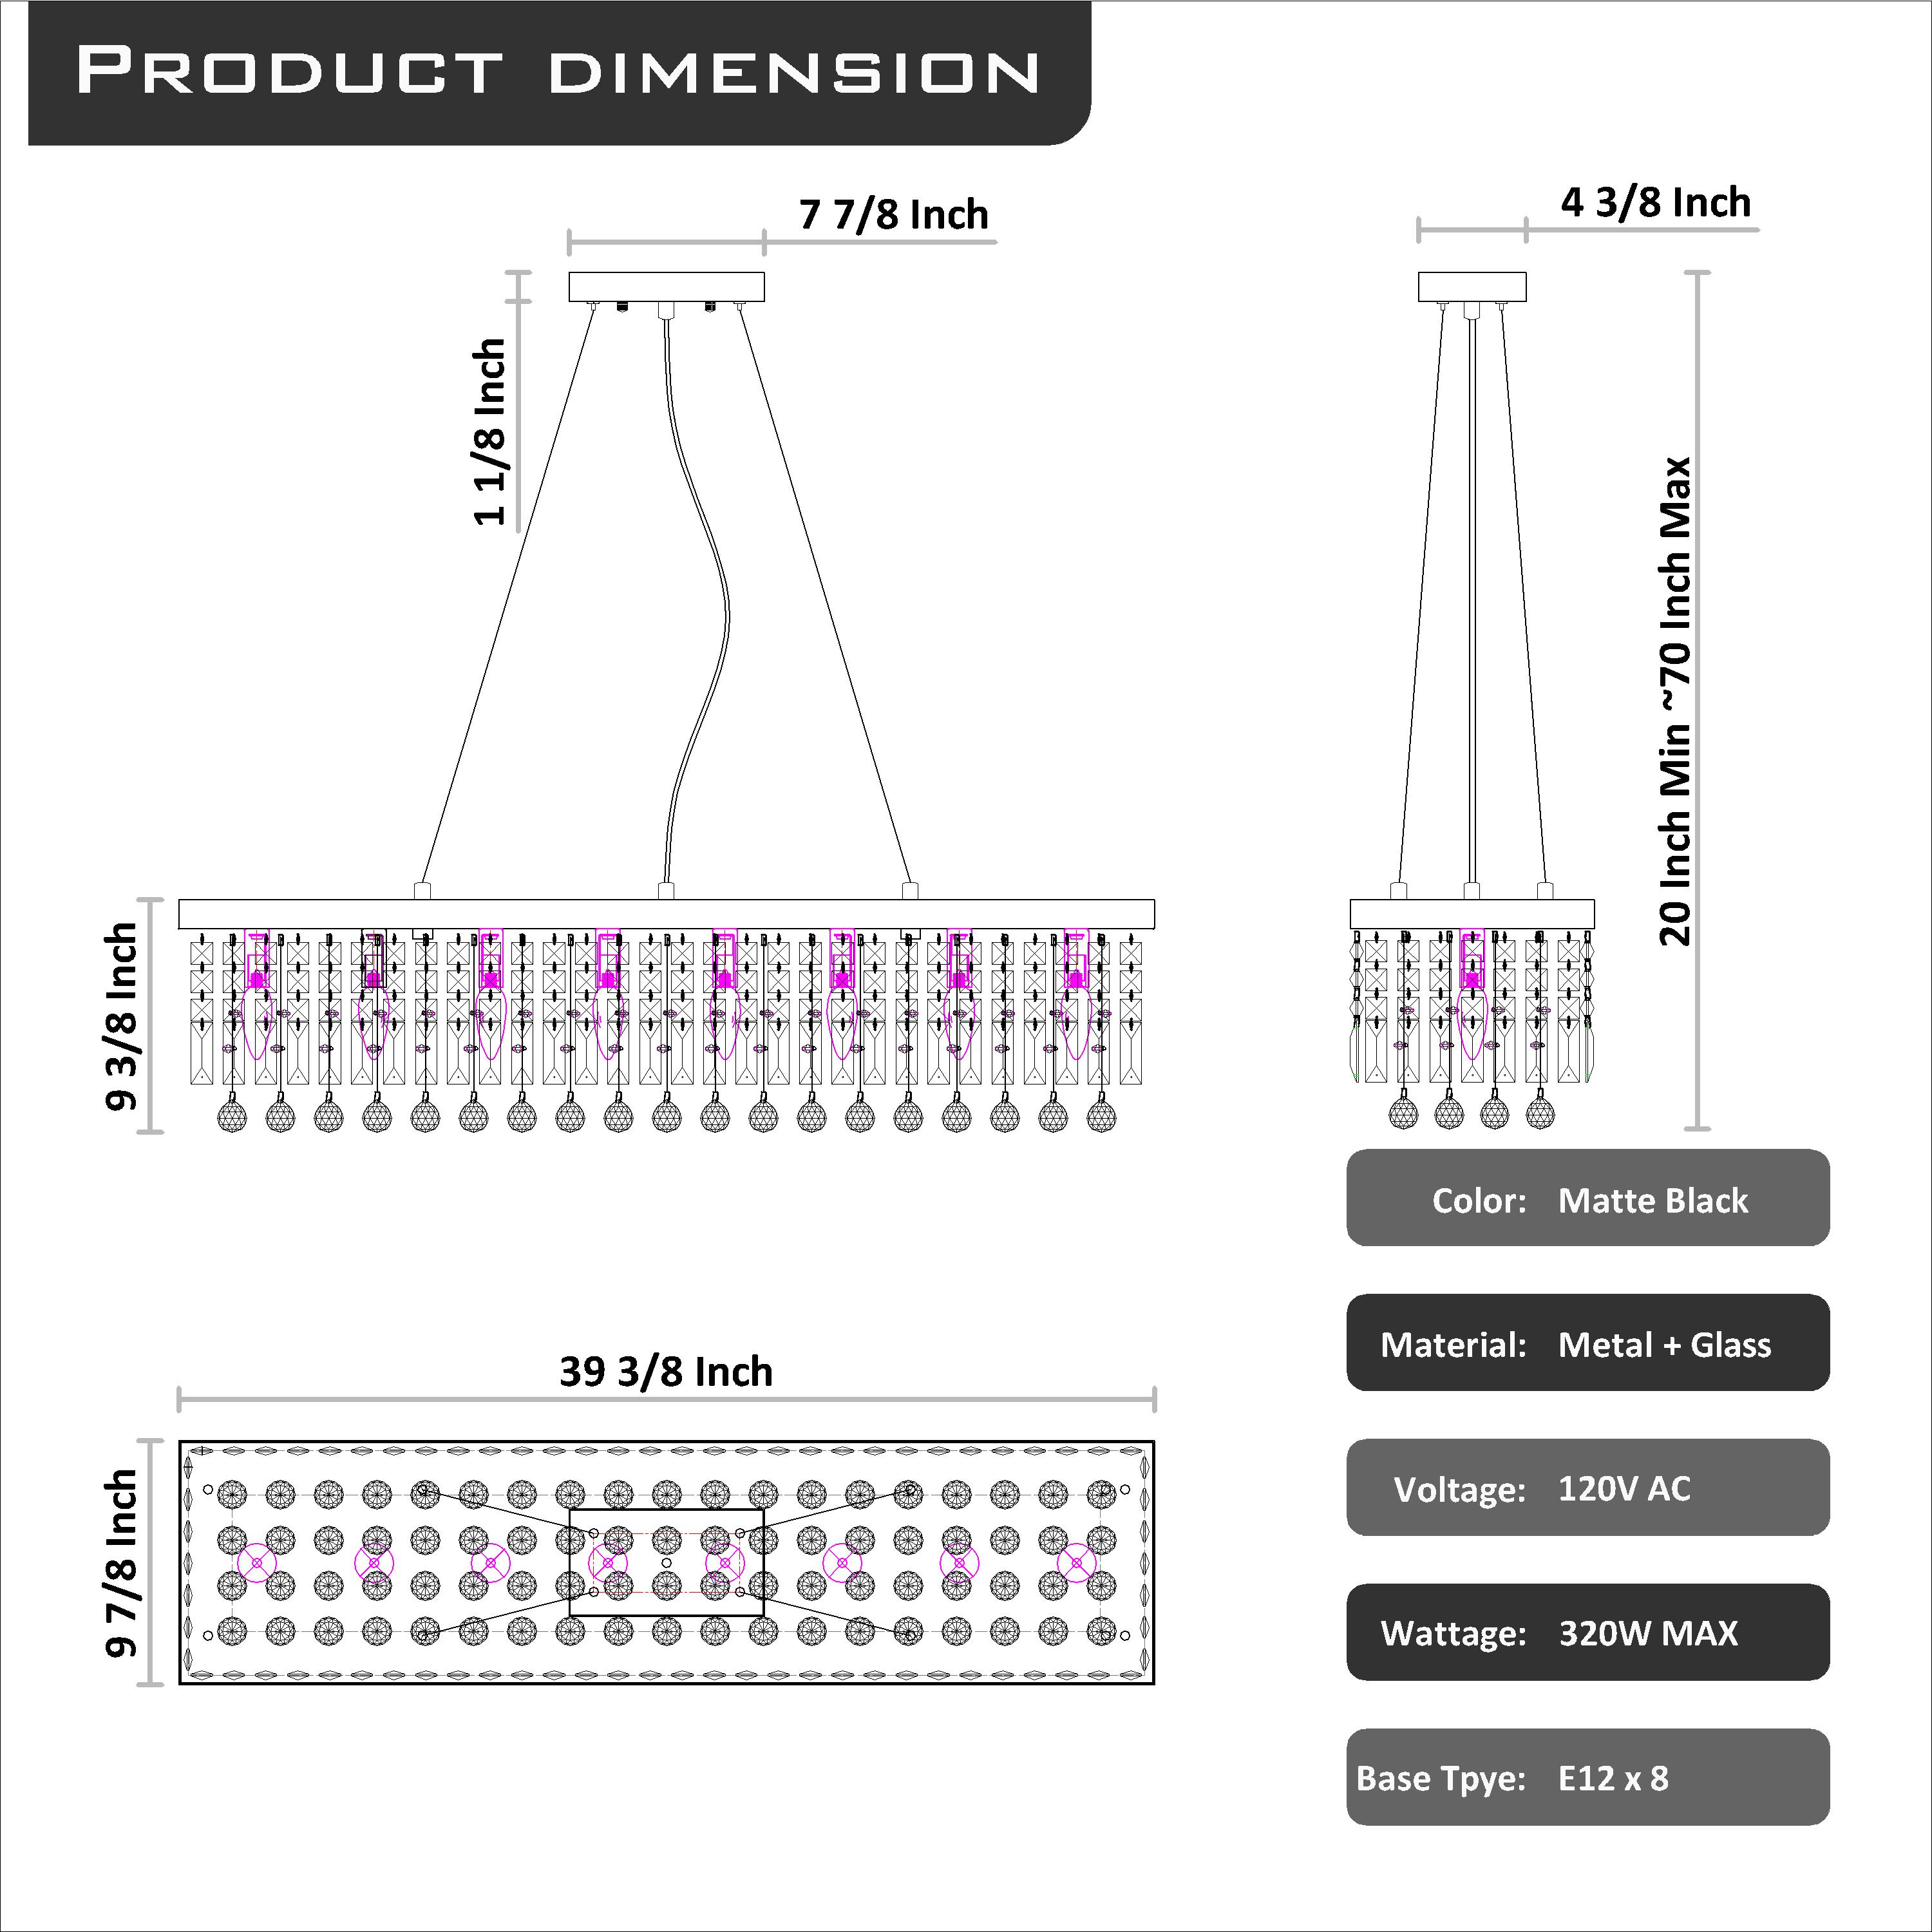 PRODUCT DIMENSION
7 7/8 Inch
4 3/8 Inch
1 1/8 Inch
20 Inch Min ~70 Inch Max
9 3/8 Inch
39 3/8 Inch
9 7/8 Inch
Color: Matte Black
Material: Metal + Glass
Voltage: 120V AC
Wattage: 320W MAX
Base Tpye: E12 x 8